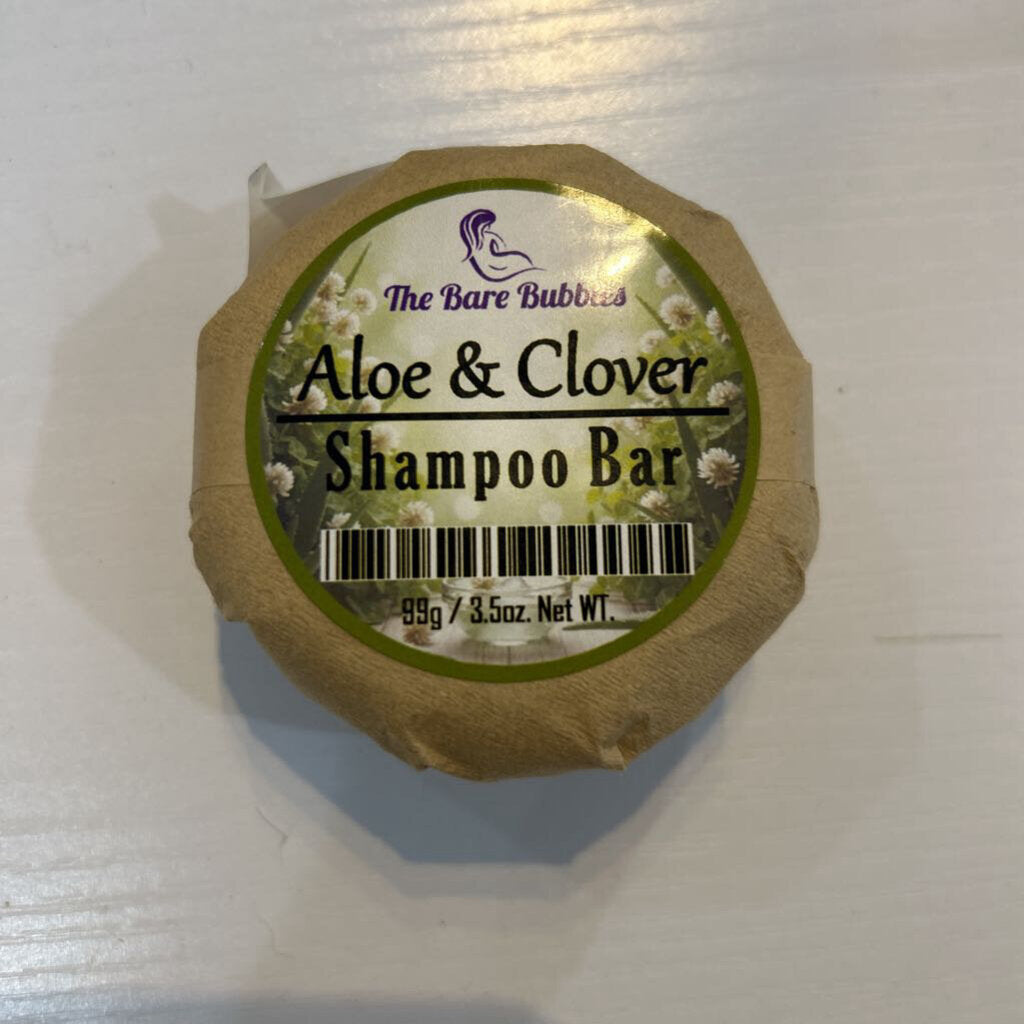 The Bare Bubbles
Aloe & Clover
Shampoo Bar
99g / 3.5oz. Net WT.